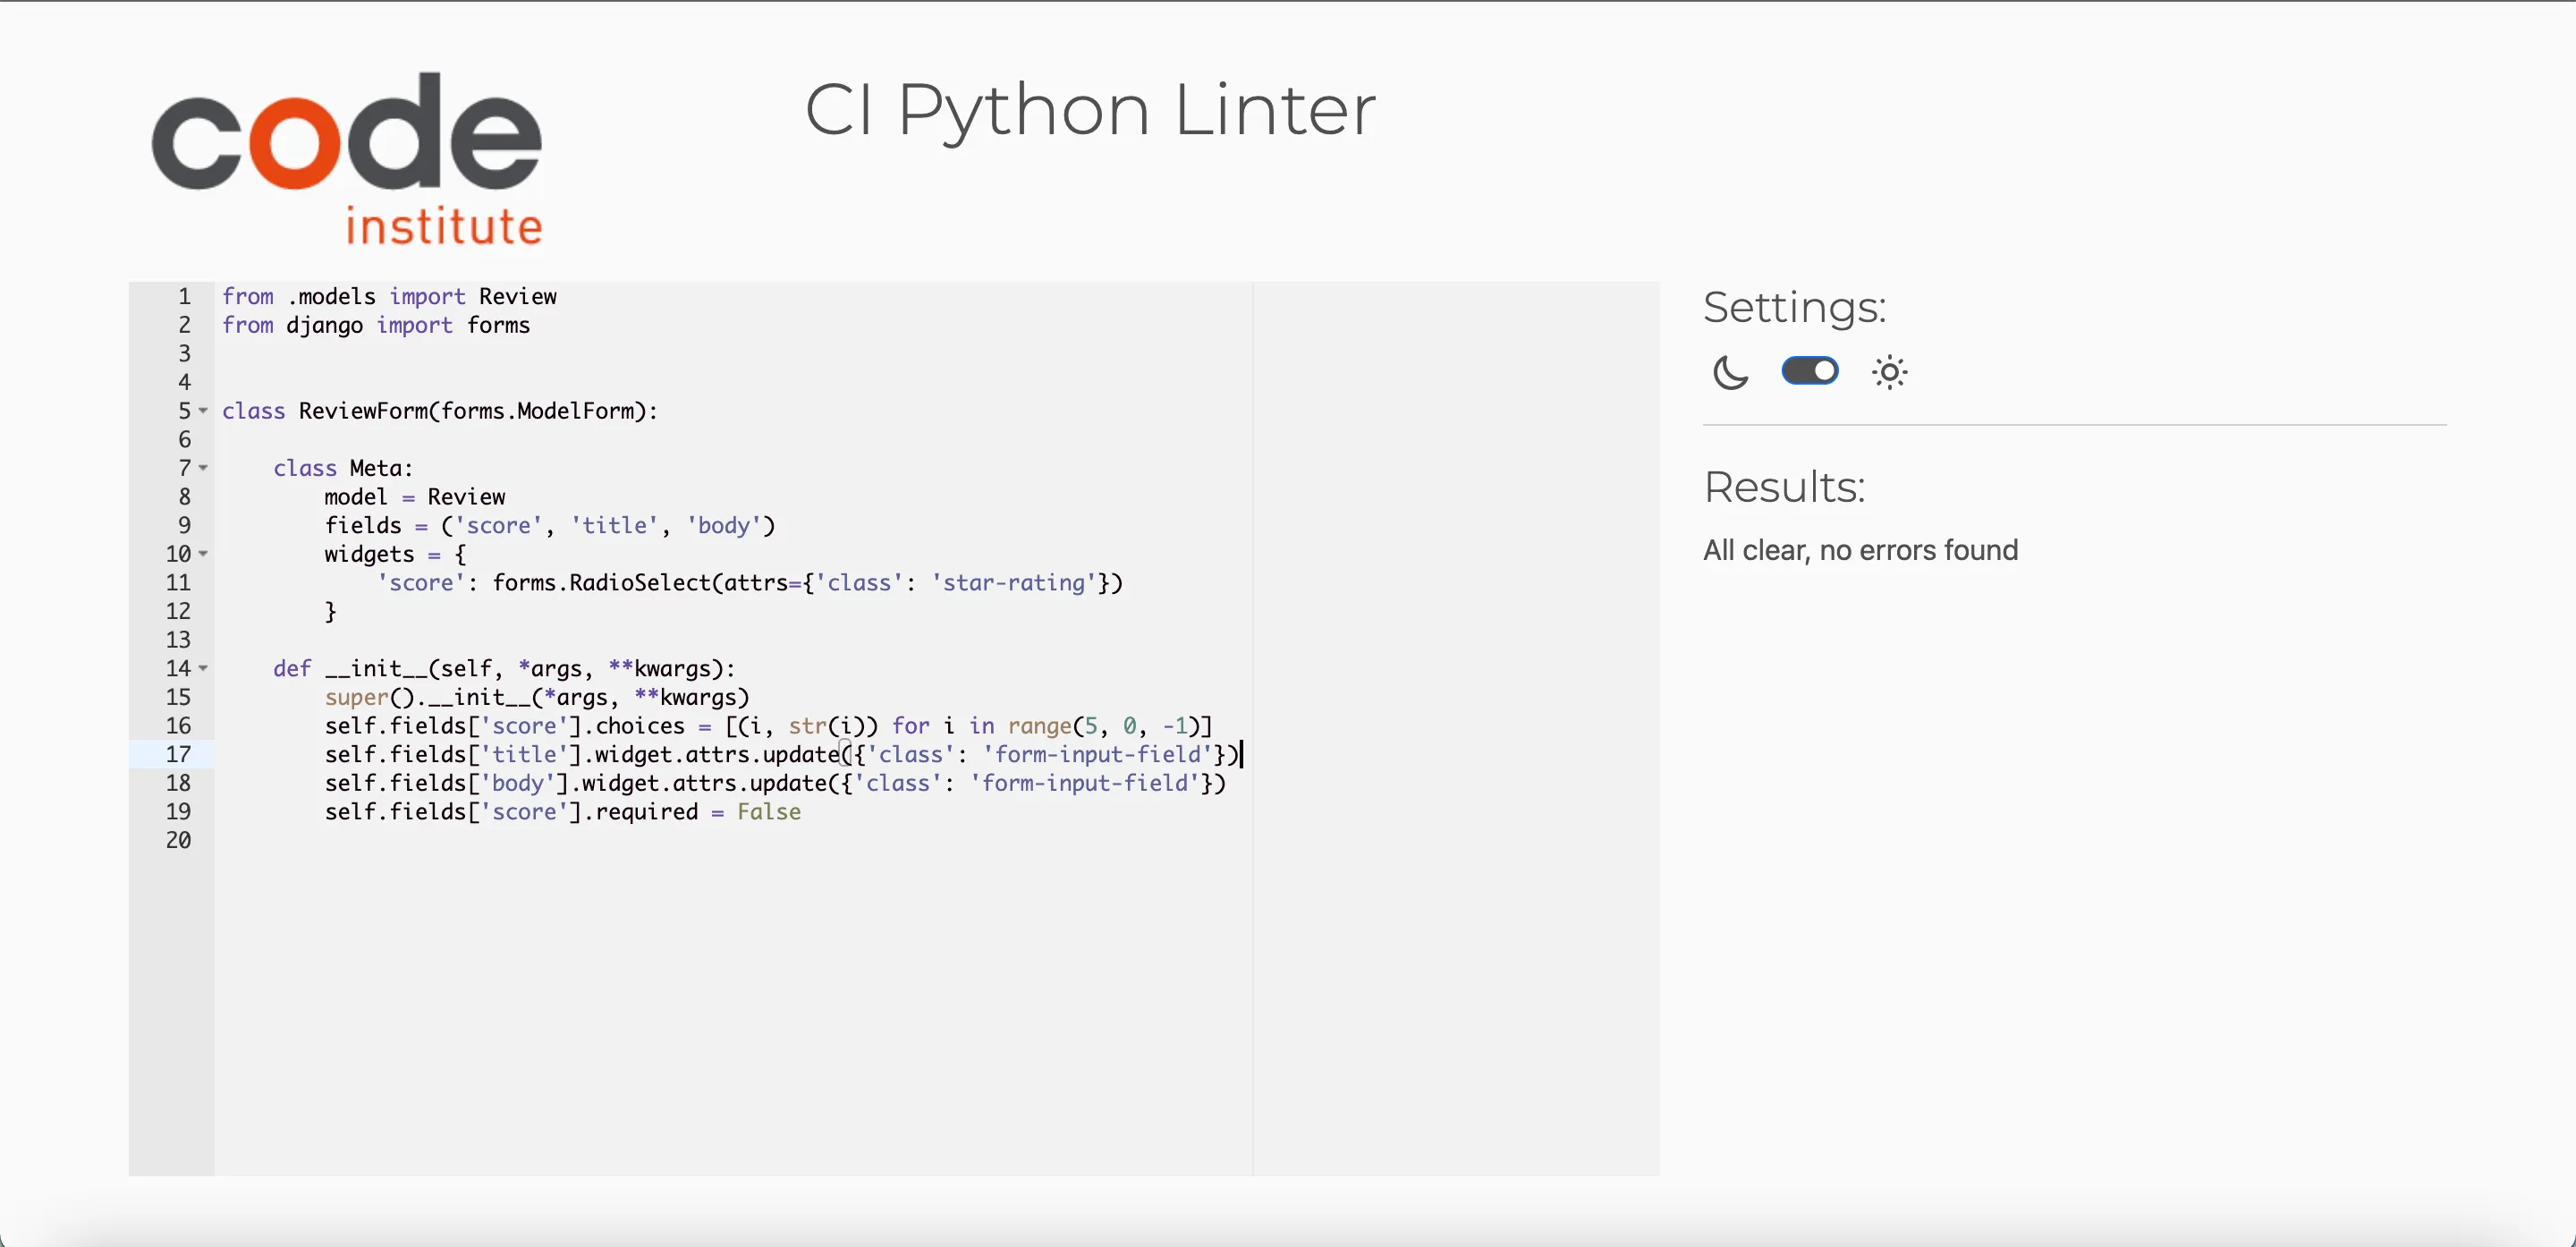 code
institute
CI Python Linter
1 from .models import Review
2 from django import forms
3
4
5 class ReviewForm(forms.ModelForm):
6
7     class Meta:
8         model = Review
9         fields = ('score', 'title', 'body')
10         widgets = {
11             'score': forms.RadioSelect(attrs={'class': 'star-rating'})
12         }
13
14     def __init__(self, *args, **kwargs):
15         super().__init__(*args, **kwargs)
16         self.fields['score'].choices = [(i, str(i)) for i in range(5, 0, -1)]
17         self.fields['title'].widget.attrs.update({'class': 'form-input-field'})
18         self.fields['body'].widget.attrs.update({'class': 'form-input-field'})
19         self.fields['score'].required = False
20
Settings:
Results:
All clear, no errors found